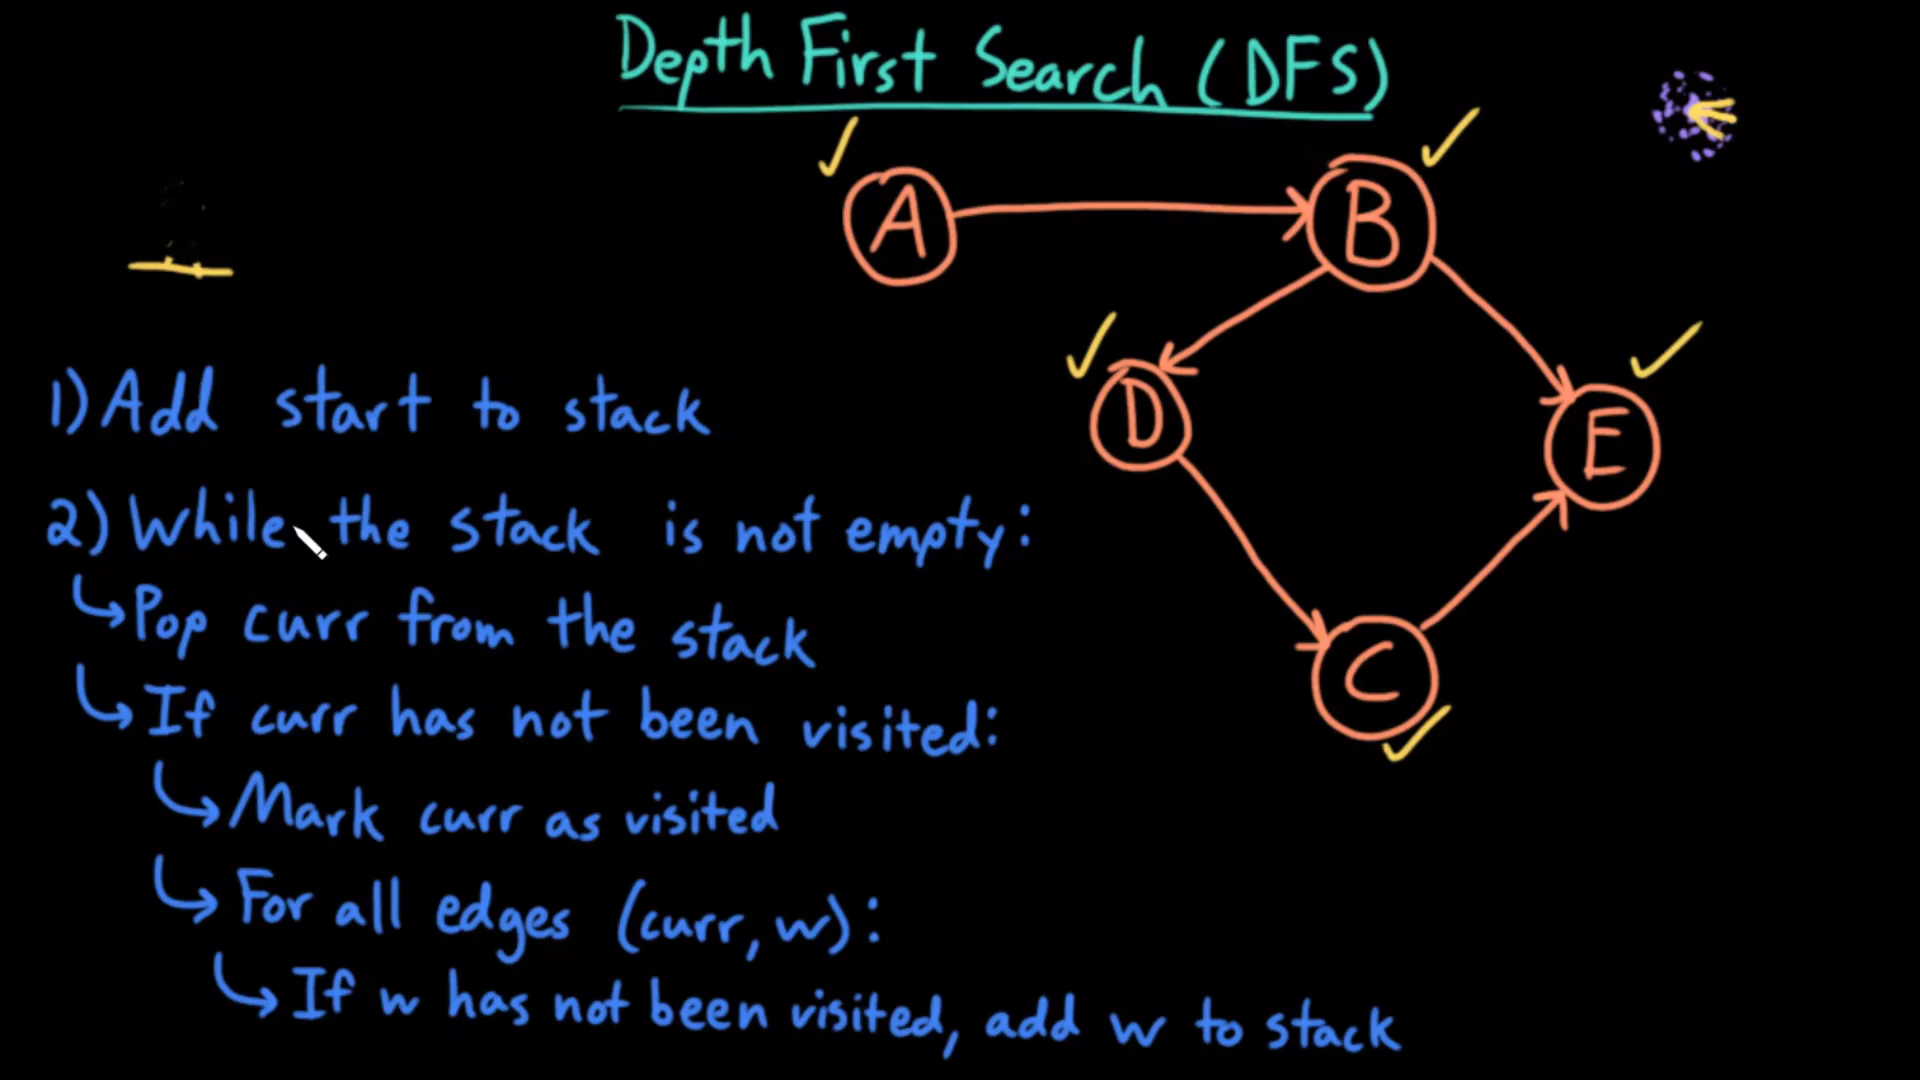 Depth First Search (DFS)
A
B
D
E
C
1) Add start to stack
2) While the stack is not empty:
↳ Pop curr from the stack
↳ If curr has not been visited:
↳ Mark curr as visited
↳ For all edges (curr, w):
↳ If w has not been visited, add w to stack